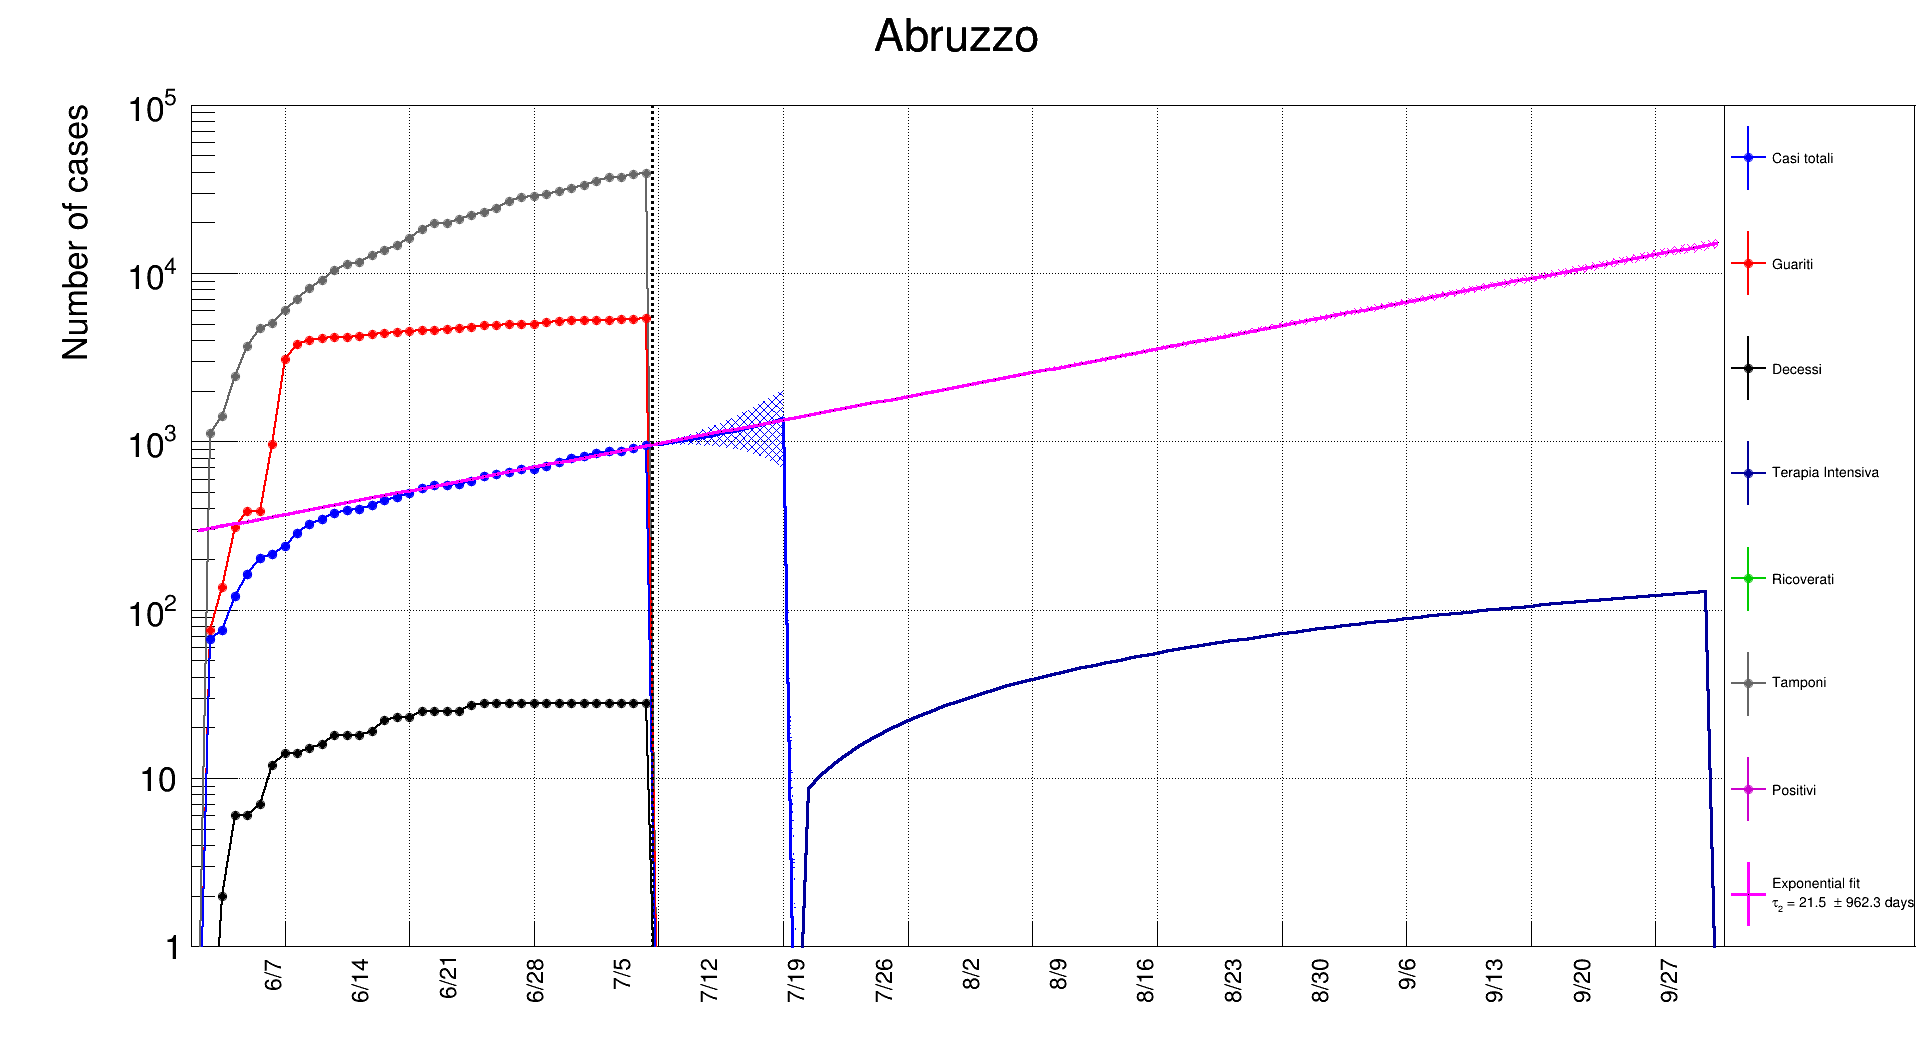 Abruzzo
Number of cases
10^5
10^4
10^3
10^2
10
1
6/7
6/14
6/21
6/28
7/5
7/12
7/19
7/26
8/2
8/9
8/16
8/23
8/30
9/6
9/13
9/20
9/27
Casi totali
Guariti
Decessi
Terapia Intensiva
Ricoverati
Tamponi
Positivi
Exponential fit
τ₂ = 21.5 ± 962.3 days